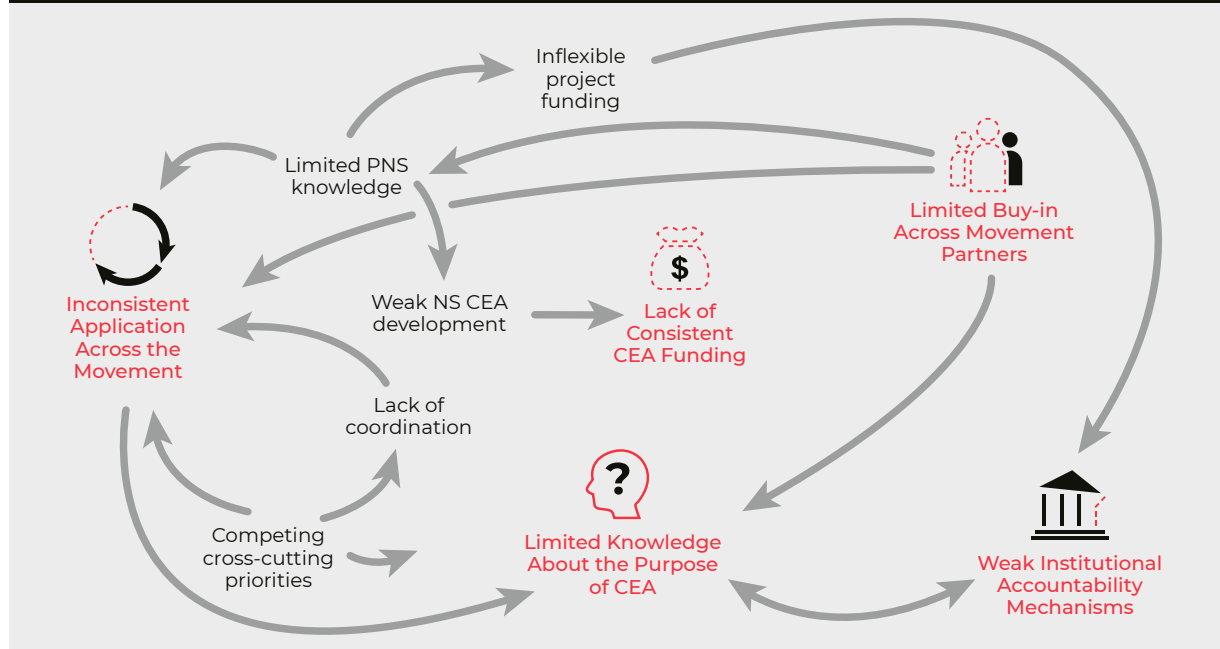 Inflexible
project
funding
Limited PNS
knowledge
Limited Buy-in
Across Movement
Partners
$
Inconsistent
Application
Across the
Movement
Weak NS CEA
development
Lack of
Consistent
CEA Funding
Lack of
coordination
?
Competing
cross-cutting
priorities
Limited Knowledge
About the Purpose
of CEA
Weak Institutional
Accountability
Mechanisms